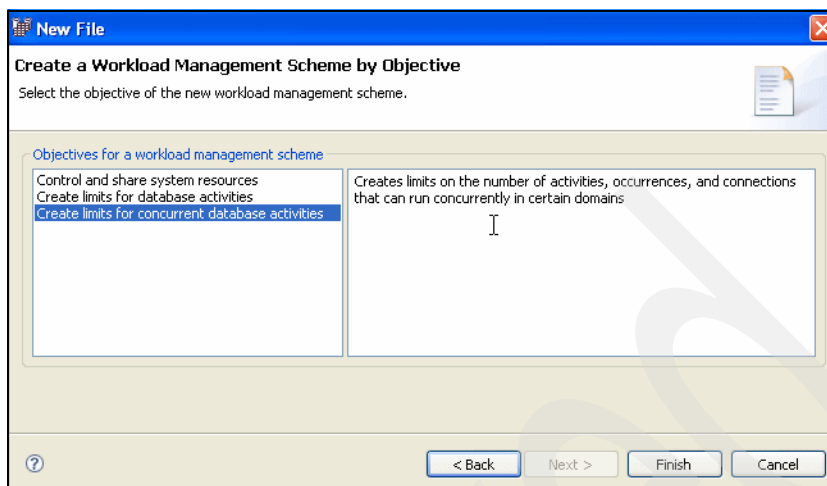 New File
Create a Workload Management Scheme by Objective
Select the objective of the new workload management scheme.
Objectives for a workload management scheme
Control and share system resources
Create limits for database activities
Create limits for concurrent database activities
Creates limits on the number of activities, occurrences, and connections
that can run concurrently in certain domains
?
< Back
Next >
Finish
Cancel